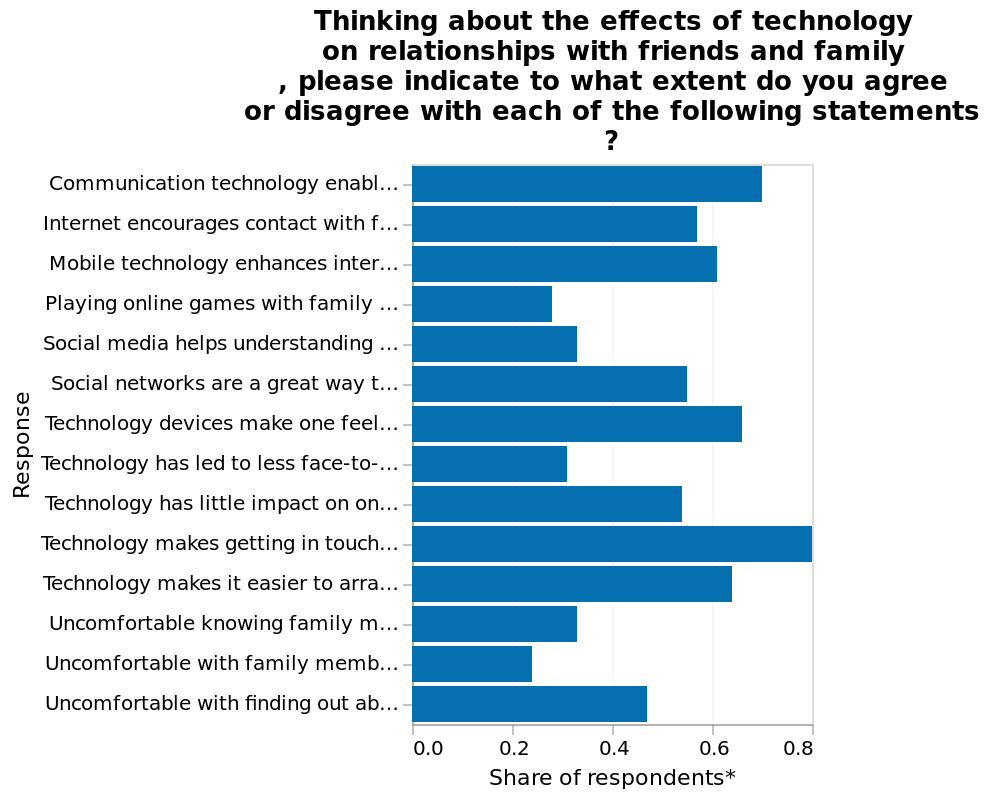 Thinking about the effects of technology
on relationships with friends and family
, please indicate to what extent do you agree
or disagree with each of the following statements
?
Response
Communication technology enabl…
Internet encourages contact with f…
Mobile technology enhances inter…
Playing online games with family …
Social media helps understanding …
Social networks are a great way t…
Technology devices make one feel…
Technology has led to less face-to-…
Technology has little impact on on…
Technology makes getting in touch…
Technology makes it easier to arra…
Uncomfortable knowing family m…
Uncomfortable with family memb…
Uncomfortable with finding out ab…
0.0 0.2 0.4 0.6 0.8
Share of respondents*